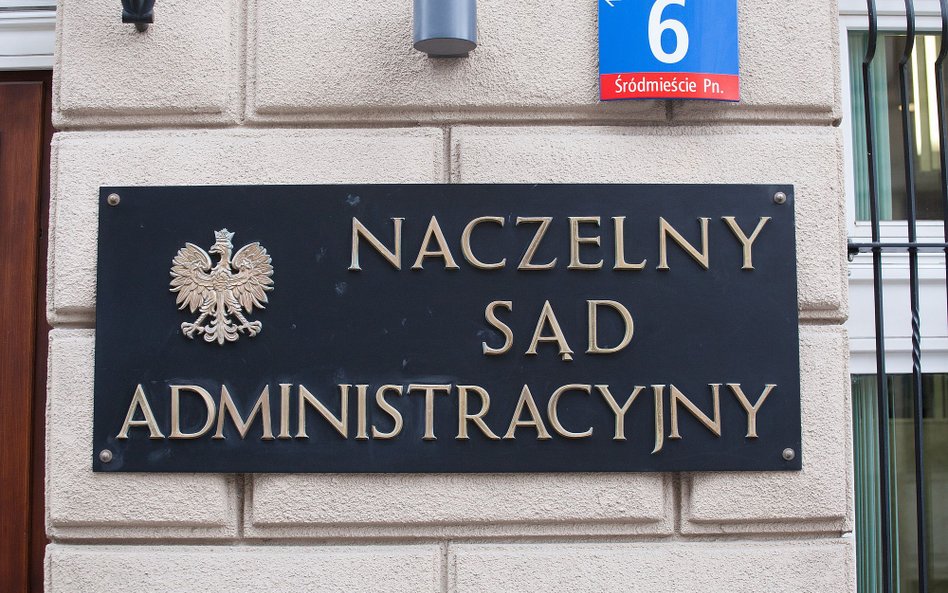 6
Śródmieście Pn.
NACZELNY
SĄD
ADMINISTRACYJNY